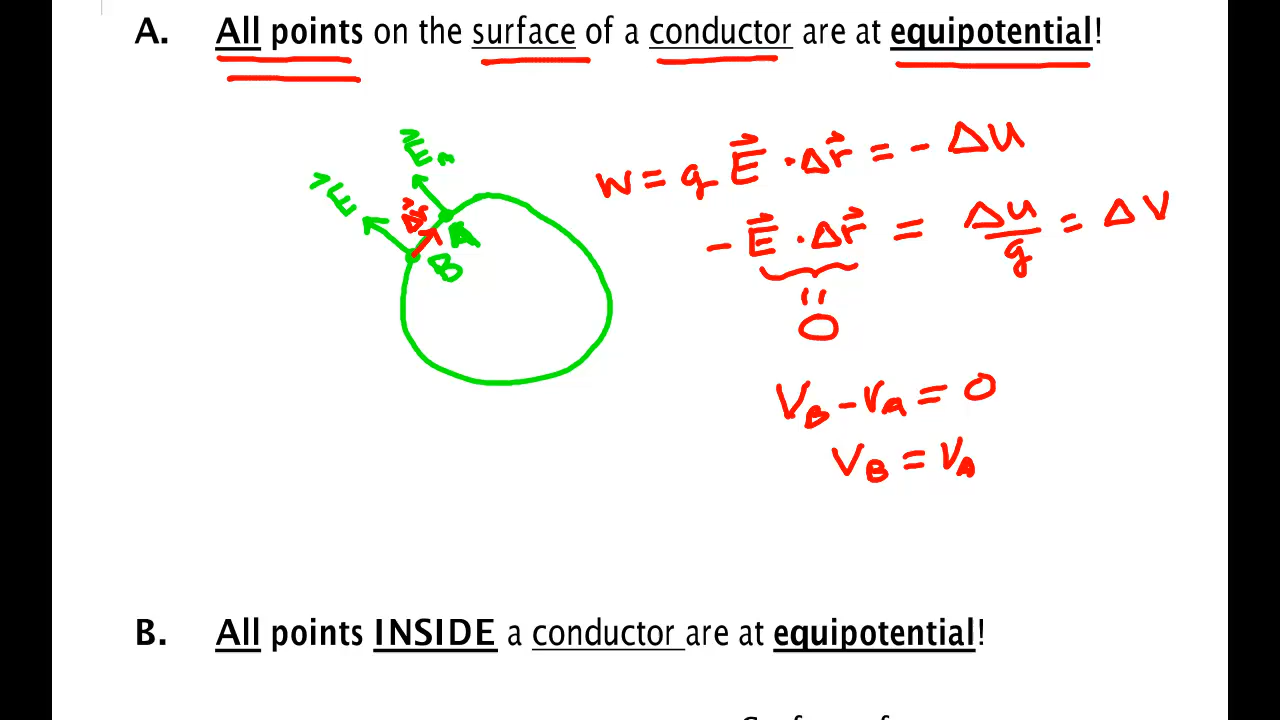 A. All points on the surface of a conductor are at equipotential!
W = q E⃗ · Δr⃗ = - ΔU
- E⃗ · Δr⃗ = ΔU/q = ΔV
=
0
V_B - V_A = 0
V_B = V_A
E⃗
E⃗
A
B
B. All points INSIDE a conductor are at equipotential!